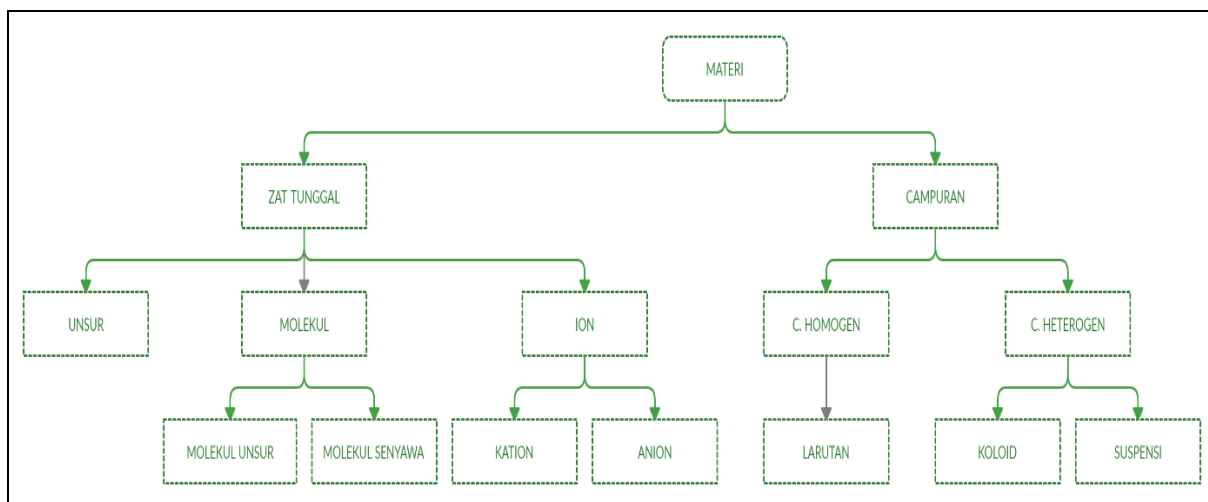 MATERI
ZAT TUNGGAL
CAMPURAN
UNSUR
MOLEKUL
ION
C. HOMOGEN
C. HETEROGEN
MOLEKUL UNSUR
MOLEKUL SENYAWA
KATION
ANION
LARUTAN
KOLOID
SUSPENSI